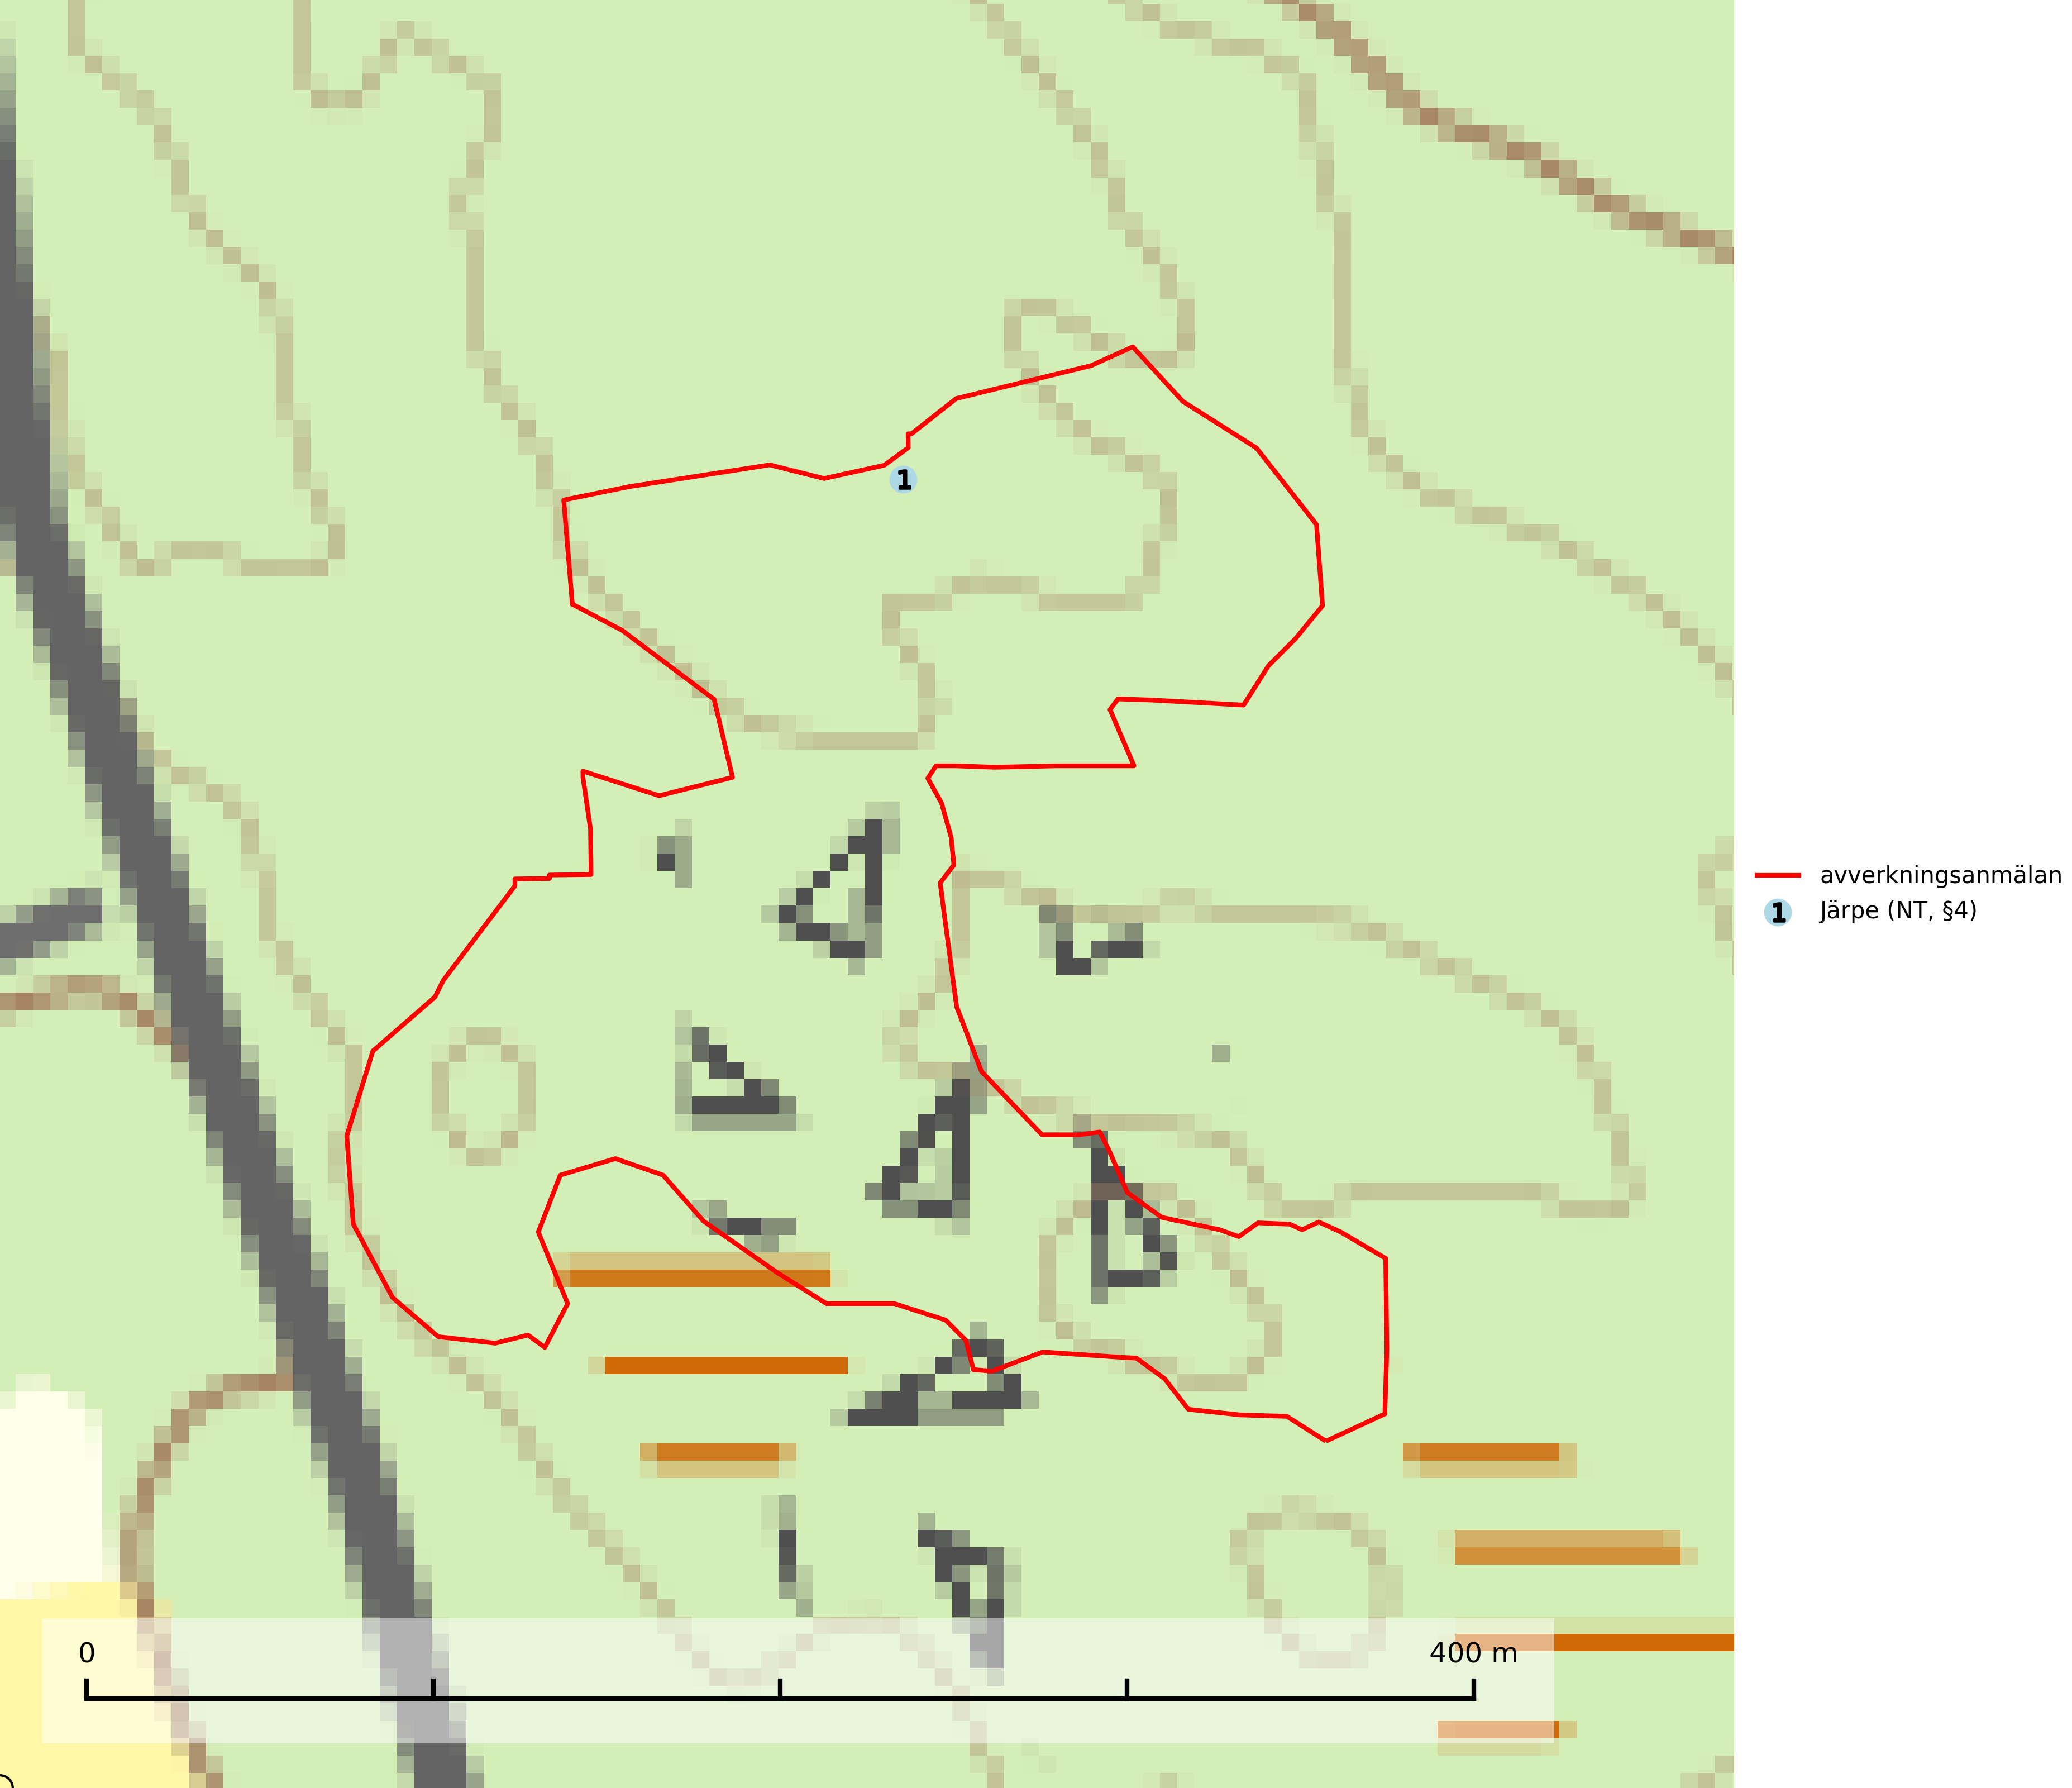 1
avverkningsanmälan
1 Järpe (NT, §4)
0 400 m